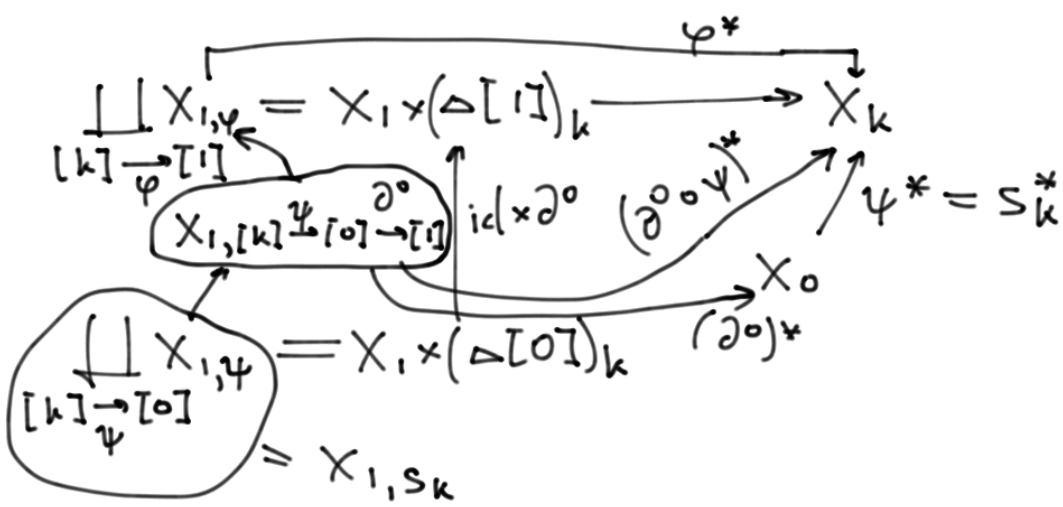 φ*
∐ X₁,φ = X₁ × (Δ[1])ₖ → Xₖ
[k] →φ [1]
X₁,[k] →ψ [0] →∂⁰ [1]
id × ∂⁰
(∂⁰∘ψ)*
ψ* = sₖ*
X₀
(∂⁰)*
∐ X₁,ψ = X₁ × (Δ[0])ₖ
[k] →ψ [0]
= X₁,sₖ